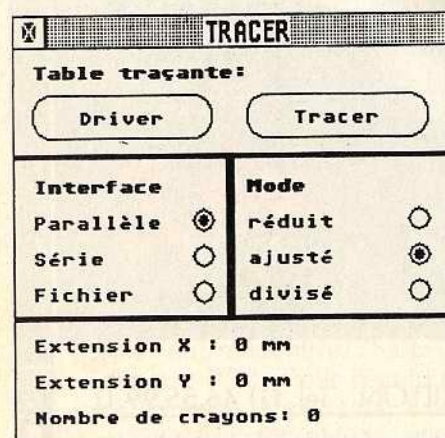 TRACER
Table traçante:
Driver Tracer
Interface
Parallèle
Série
Fichier
Mode
réduit
ajusté
divisé
Extension X : 0 mm
Extension Y : 0 mm
Nombre de crayons: 0